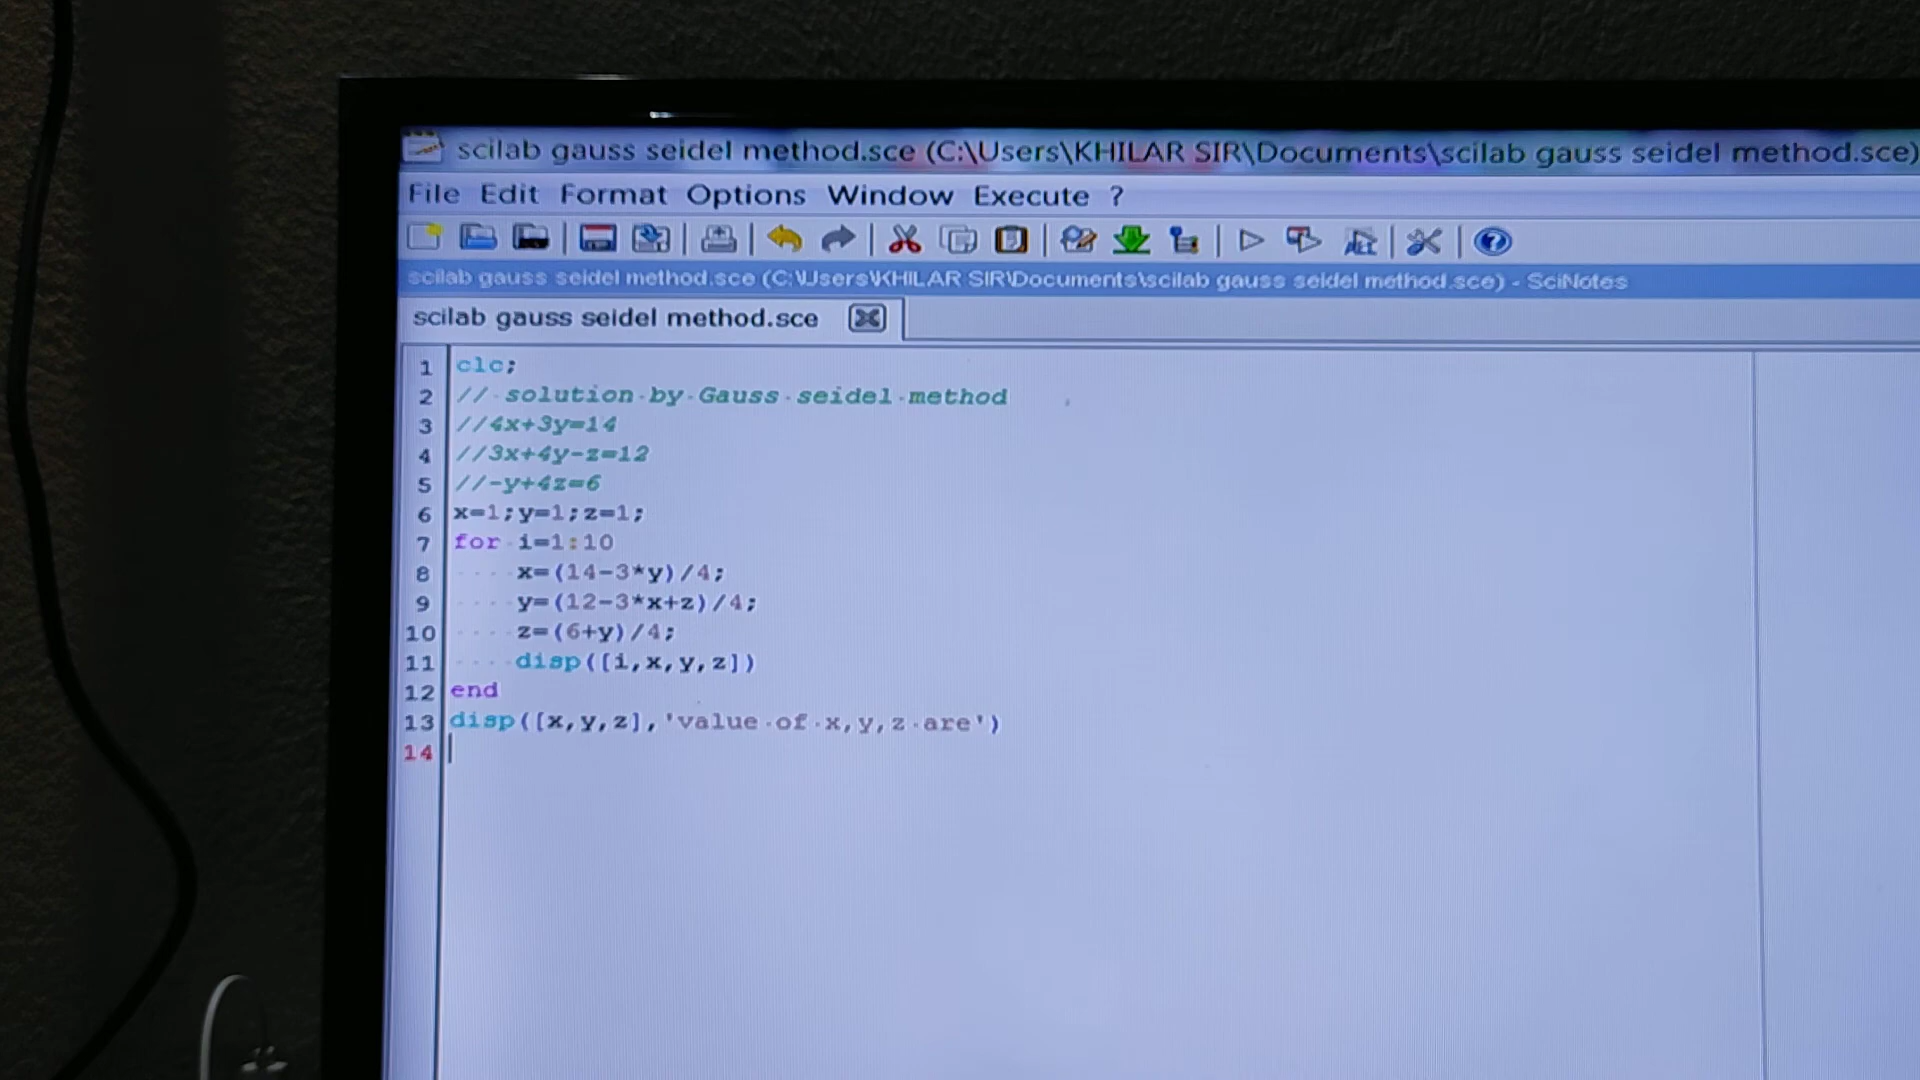 scilab gauss seidel method.sce (C:\Users\KHILAR SIR\Documents\scilab gauss seidel method.sce)
File Edit Format Options Window Execute ?
scilab gauss seidel method.sce (C:\Users\KHILAR SIR\Documents\scilab gauss seidel method.sce) - SciNotes
scilab gauss seidel method.sce
1 clc;
2 // solution by Gauss seidel method
3 //4x+3y=14
4 //3x+4y-z=12
5 //-y+4z=6
6 x=1;y=1;z=1;
7 for i=1:10
8 x=(14-3*y)/4;
9 y=(12-3*x+z)/4;
10 z=(6+y)/4;
11 disp([i,x,y,z])
12 end
13 disp([x,y,z],'value of x,y,z are')
14